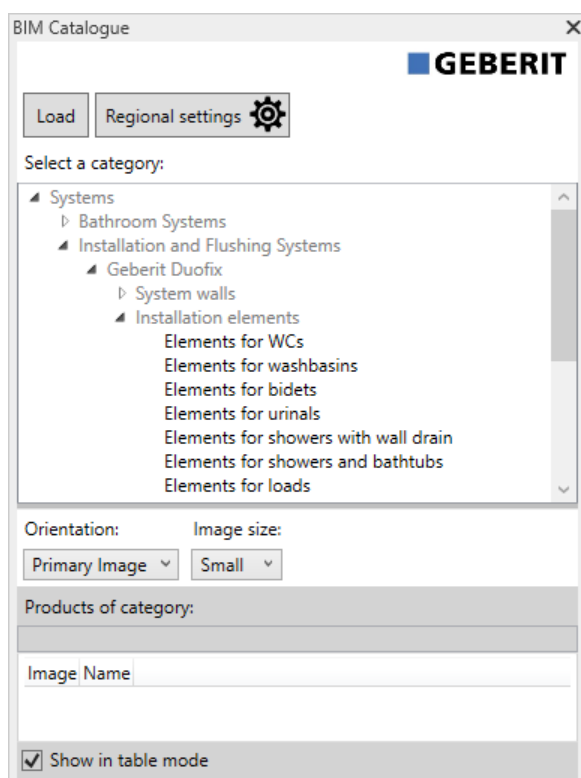 BIM Catalogue
GEBERIT
Load Regional settings
Select a category:
Systems
Bathroom Systems
Installation and Flushing Systems
Geberit Duofix
System walls
Installation elements
Elements for WCs
Elements for washbasins
Elements for bidets
Elements for urinals
Elements for showers with wall drain
Elements for showers and bathtubs
Elements for loads
Orientation: Image size:
Primary Image Small
Products of category:
Image Name
Show in table mode